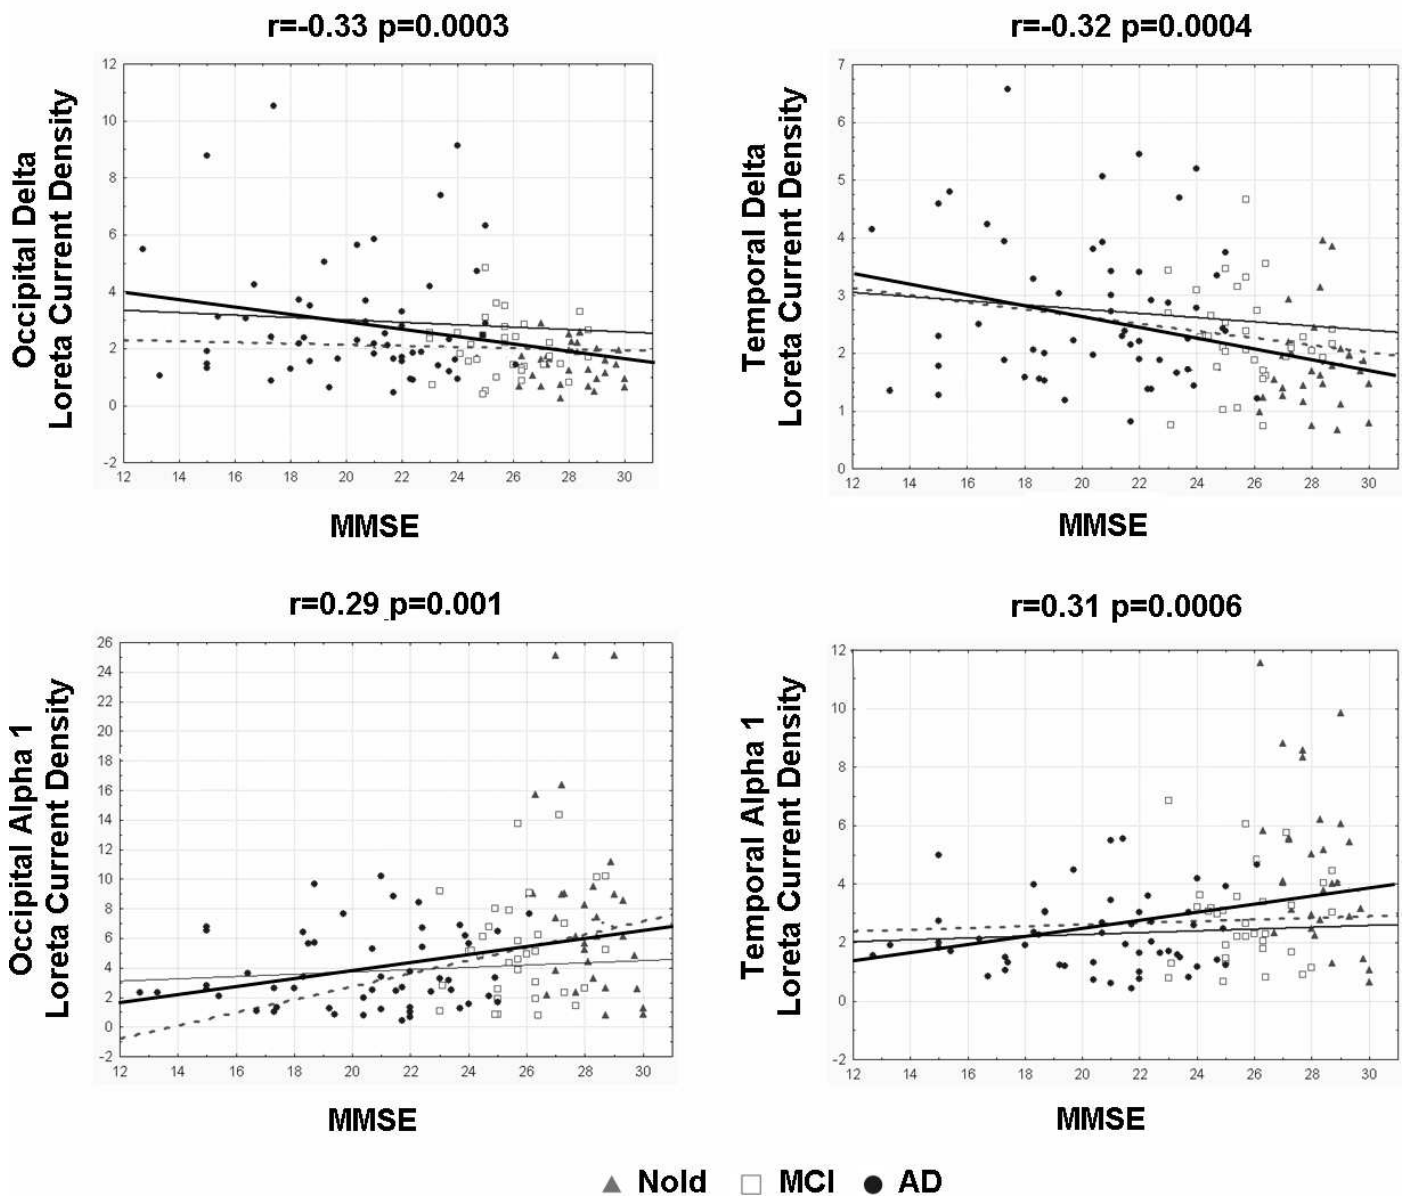 r=-0.33 p=0.0003
Occipital Delta
Loreta Current Density
12
10
8
6
4
2
0
-2
12 14 16 18 20 22 24 26 28 30
MMSE
r=-0.32 p=0.0004
Temporal Delta
Loreta Current Density
7
6
5
4
3
2
1
0
12 14 16 18 20 22 24 26 28 30
MMSE
r=0.29 p=0.001
Occipital Alpha 1
Loreta Current Density
26
24
22
20
18
16
14
12
10
8
6
4
2
0
-2
12 14 16 18 20 22 24 26 28 30
MMSE
r=0.31 p=0.0006
Temporal Alpha 1
Loreta Current Density
12
10
8
6
4
2
0
-2
12 14 16 18 20 22 24 26 28 30
MMSE
Nold MCI AD